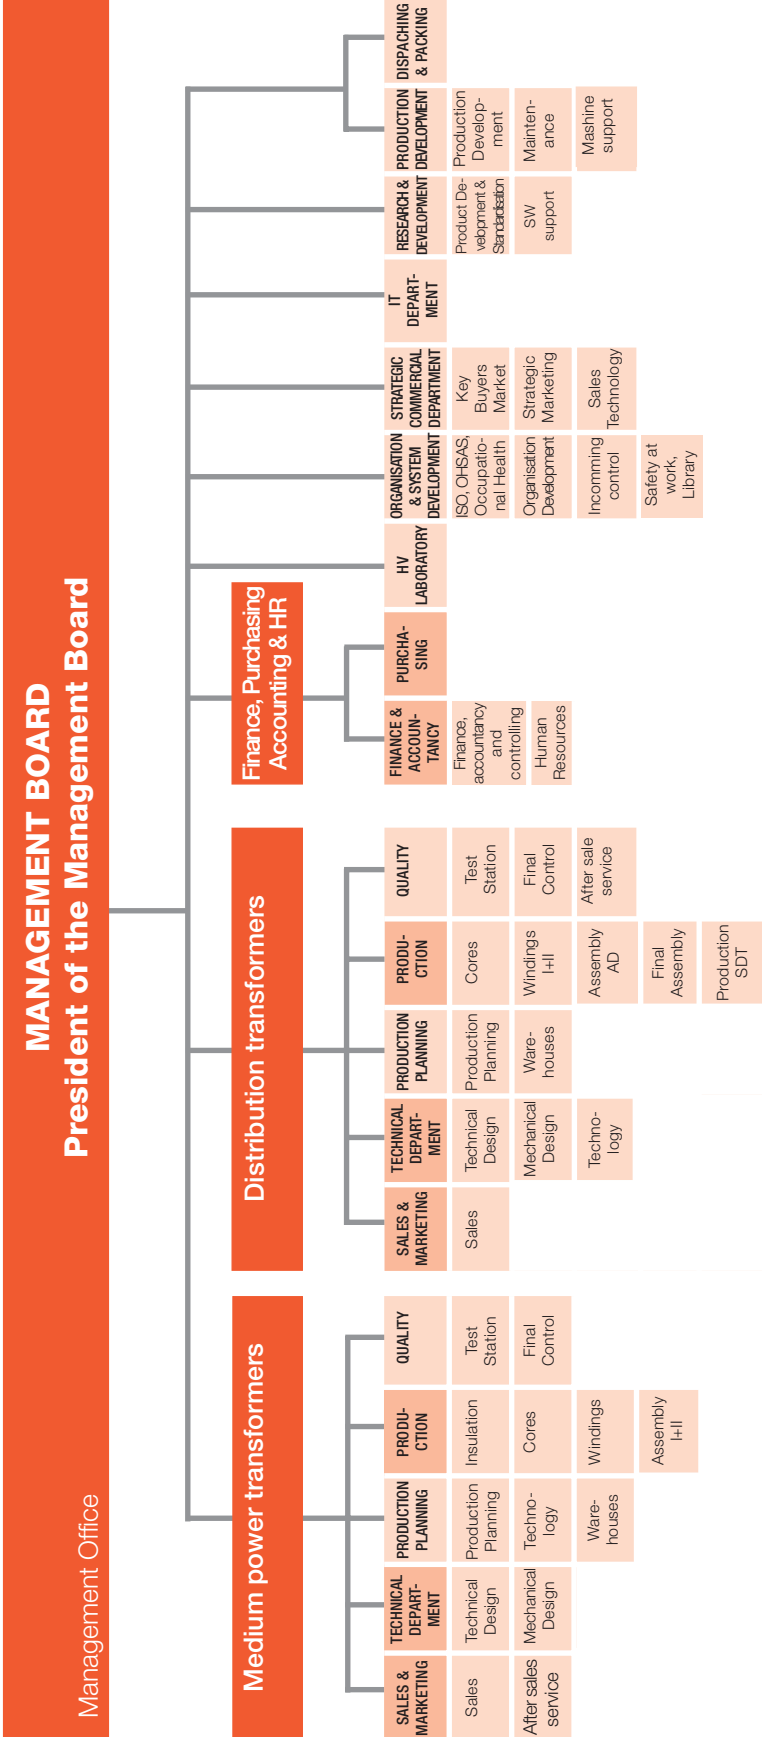 MANAGEMENT BOARD
President of the Management Board
Management Office
Medium power transformers
SALES &
MARKETING
Sales
After sales
service
TECHNICAL
DEPART-
MENT
Technical
Design
Mechanical
Design
PRODUCTION
PLANNING
Production
Planning
Techno-
logy
Ware-
houses
PRODU-
CTION
Insulation
Cores
Windings
Assembly
I+II
QUALITY
Test
Station
Final
Control
Distribution transformers
SALES &
MARKETING
Sales
TECHNICAL
DEPART-
MENT
Technical
Design
Mechanical
Design
Techno-
logy
PRODUCTION
PLANNING
Production
Planning
Ware-
houses
PRODU-
CTION
Cores
Windings
I+II
Assembly
AD
Final
Assembly
Production
SDT
QUALITY
Test
Station
Final
Control
After sale
service
Finance, Purchasing
Accounting & HR
FINANCE &
ACCOUN-
TANCY
Finance,
accountancy
and
controlling
Human
Resources
PURCHA-
SING
HV
LABORATORY
ORGANISATION
& SYSTEM
DEVELOPMENT
ISO, OHSAS,
Occupatio-
nal Health
Organisation
Development
Incomming
control
Safety at
work,
Library
STRATEGIC
COMMERCIAL
DEPARTMENT
Key
Buyers
Market
Strategic
Marketing
Sales
Technology
IT
DEPART-
MENT
RESEARCH &
DEVELOPMENT
Product De-
velopment &
Standardisation
SW
support
PRODUCTION
DEVELOPMENT
Production
Develop-
ment
Mainten-
ance
Mashine
support
DISPACHING
& PACKING